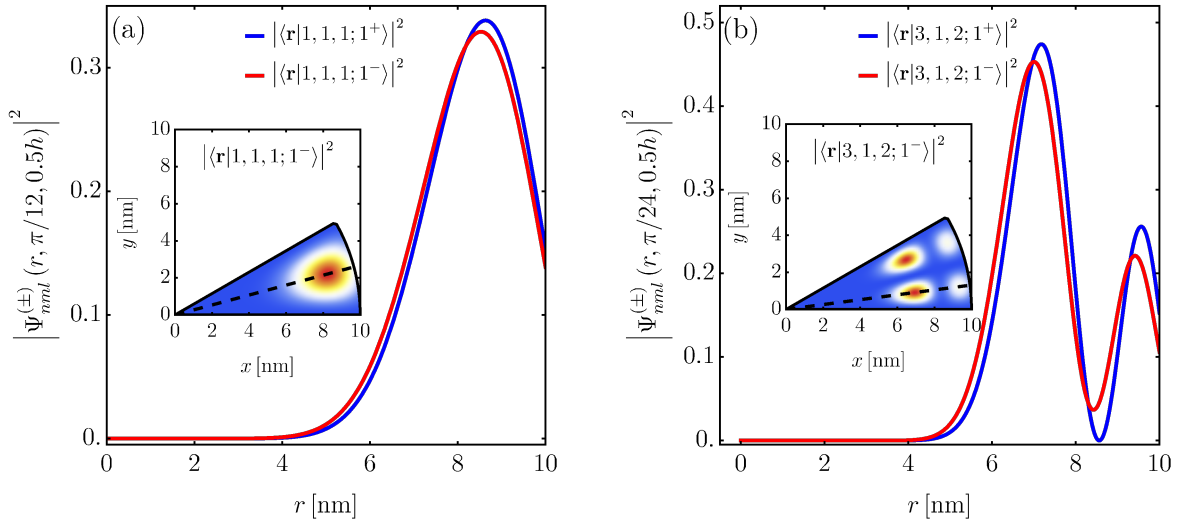 (a)
|⟨r|1, 1, 1; 1⁺⟩|²
|⟨r|1, 1, 1; 1⁻⟩|²
|Ψ⁽±⁾ₙₘₗ(r, π/12, 0.5h)|²
0.3
0.2
0.1
0.
0 2 4 6 8 10
r [nm]
|⟨r|1, 1, 1; 1⁻⟩|²
10
8
6
4
2
0
y [nm]
0 2 4 6 8 10
x [nm]
(b)
|⟨r|3, 1, 2; 1⁺⟩|²
|⟨r|3, 1, 2; 1⁻⟩|²
|Ψ⁽±⁾ₙₘₗ(r, π/24, 0.5h)|²
0.5
0.4
0.3
0.2
0.1
0.
0 2 4 6 8 10
r [nm]
|⟨r|3, 1, 2; 1⁻⟩|²
10
8
6
4
2
0
y [nm]
0 2 4 6 8 10
x [nm]